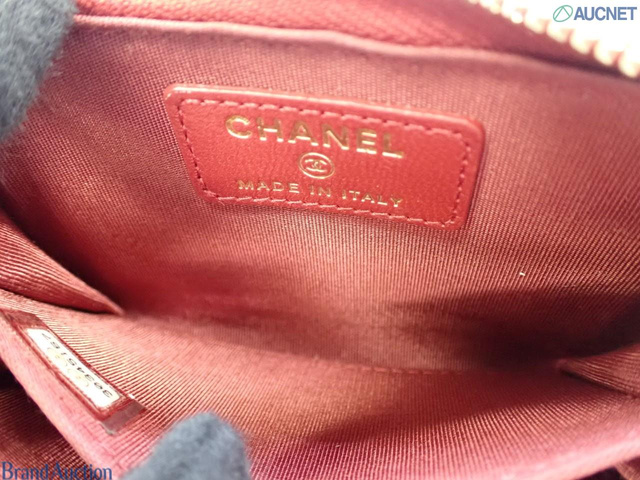 AUCNET
CHANEL
MADE IN ITALY
Brand Auction